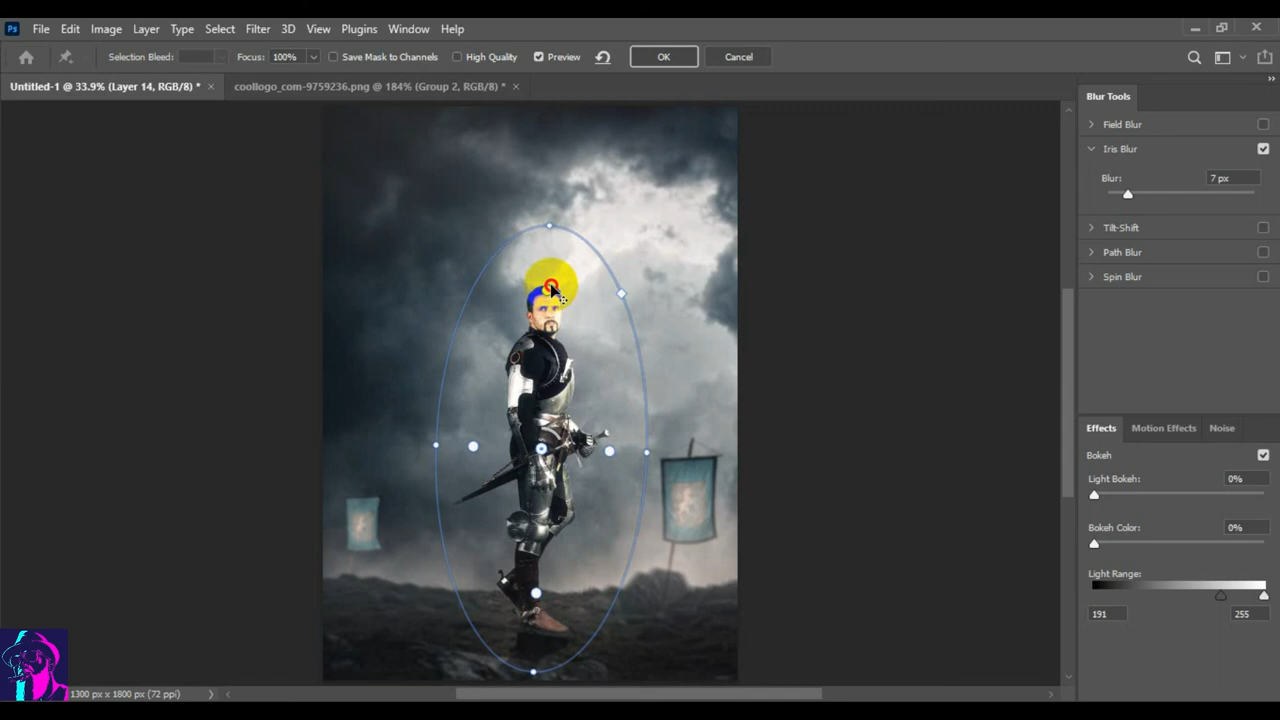 Ps File Edit Image Layer Type Select Filter 3D View Plugins Window Help
Selection Bleed: Focus: 100% Save Mask to Channels High Quality Preview OK Cancel
Untitled-1 @ 33.9% (Layer 14, RGB/8) * × coollogo_com-9759236.png @ 184% (Group 2, RGB/8) * ×
Blur Tools
Field Blur
Iris Blur
Blur: 7 px
Tilt-Shift
Path Blur
Spin Blur
Effects Motion Effects Noise
Bokeh
Light Bokeh: 0%
Bokeh Color: 0%
Light Range:
191 255
1300 px x 1800 px (72 ppi)